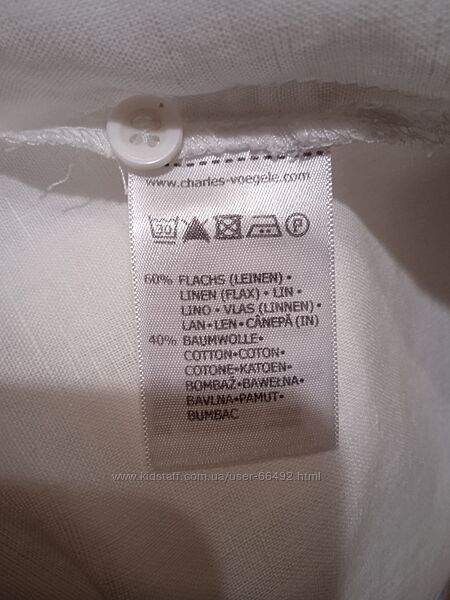 www.charles-voegele.com
30 P
60% FLACHS (LEINEN)•
LINEN (FLAX)•LIN•
LINO•VLAS (LINNEN)•
LAN•LEN•CÂNEPĂ (IN)
40% BAUMWOLLE•
COTTON•COTON•
COTONE•KATOEN•
BOMBAŽ•BAWEŁNA•
BAVLNA•PAMUT•
BUMBAC
www.kidstaff.com.ua/user-66492.html